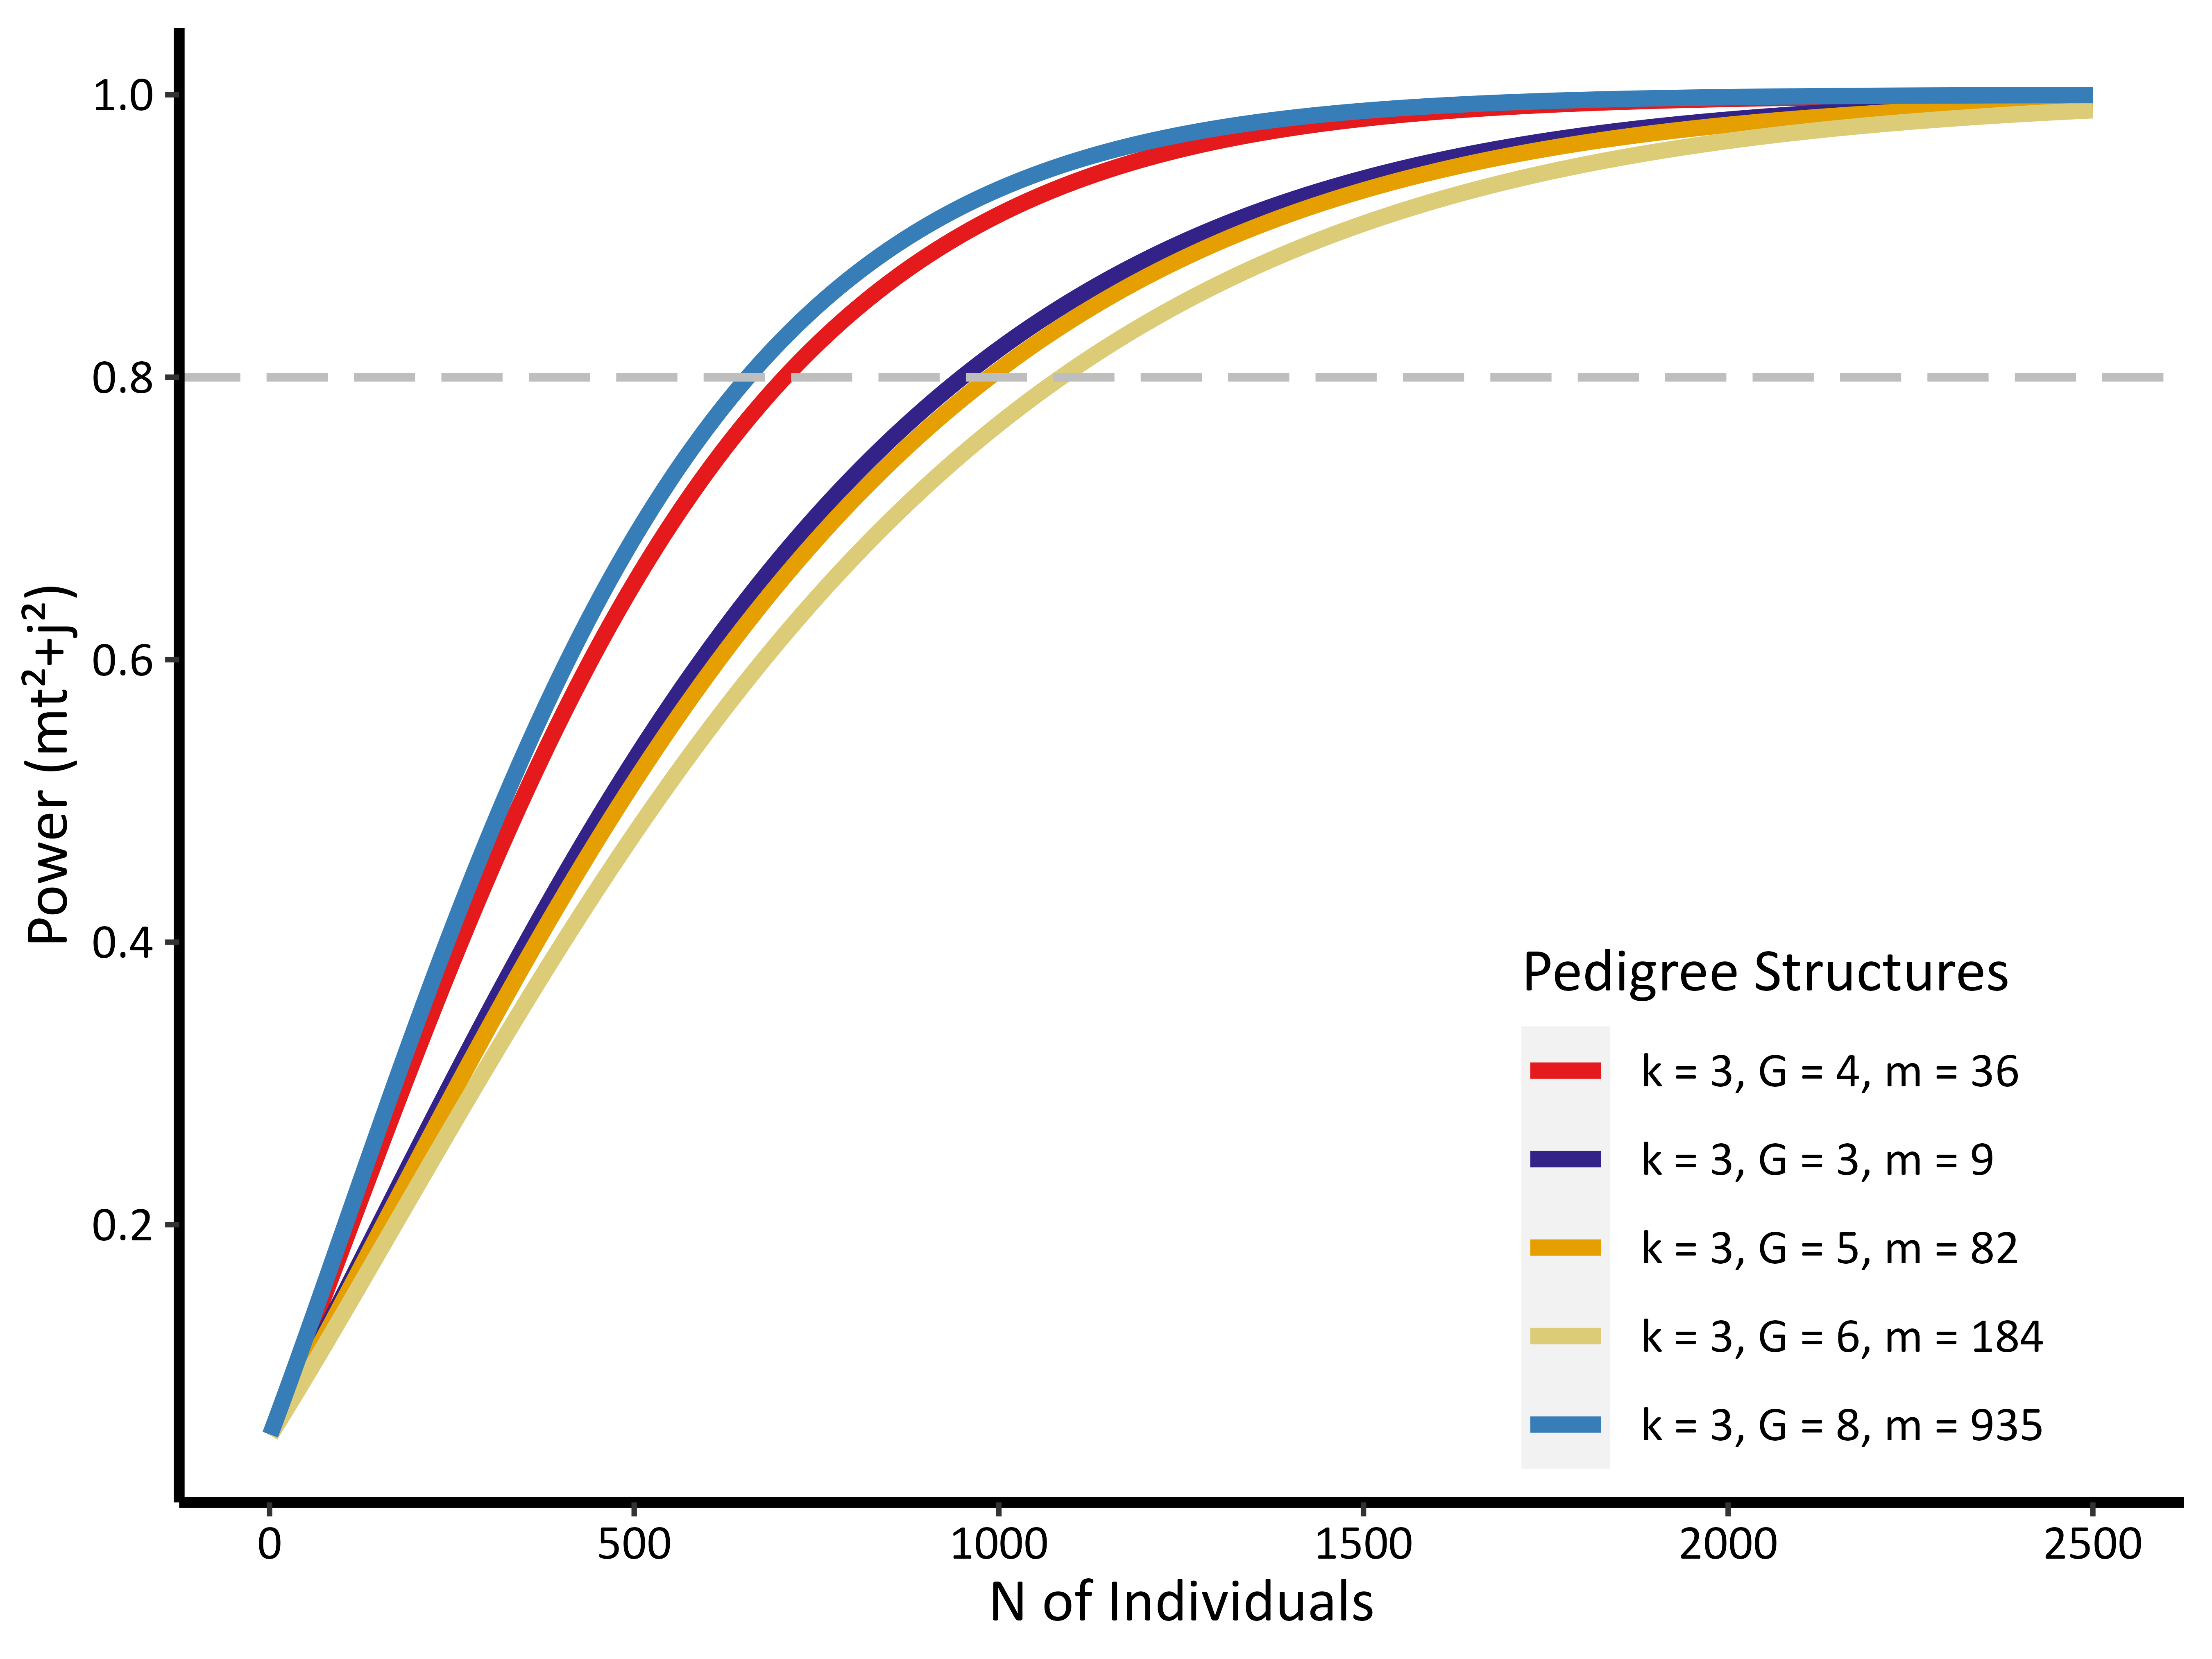 Power (mt²+j²)
1.0
0.8
0.6
0.4
0.2
Pedigree Structures
k = 3, G = 4, m = 36
k = 3, G = 3, m = 9
k = 3, G = 5, m = 82
k = 3, G = 6, m = 184
k = 3, G = 8, m = 935
0 500 1000 1500 2000 2500
N of Individuals